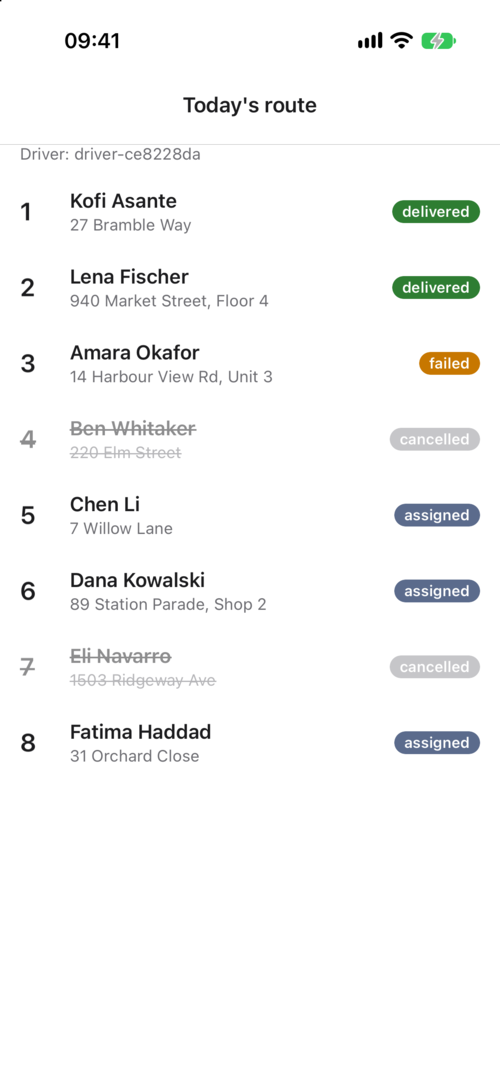 09:41
Today's route
Driver: driver-ce8228da
1 Kofi Asante delivered
27 Bramble Way
2 Lena Fischer delivered
940 Market Street, Floor 4
3 Amara Okafor failed
14 Harbour View Rd, Unit 3
4 Ben Whitaker cancelled
220 Elm Street
5 Chen Li assigned
7 Willow Lane
6 Dana Kowalski assigned
89 Station Parade, Shop 2
7 Eli Navarro cancelled
1503 Ridgeway Ave
8 Fatima Haddad assigned
31 Orchard Close